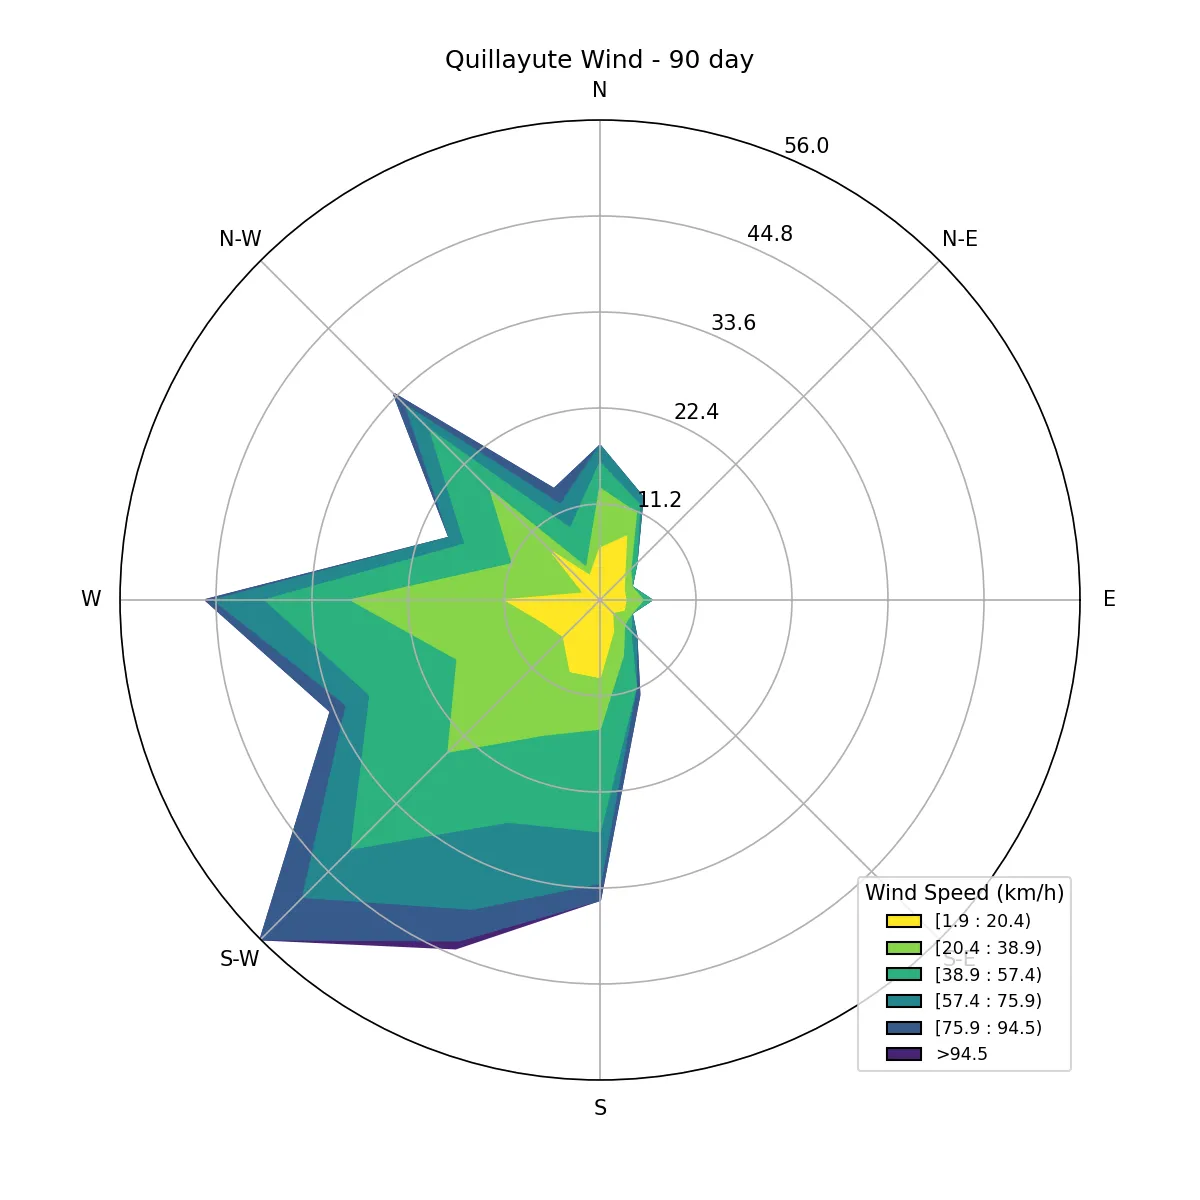 Quillayute Wind - 90 day
N
56.0
N-W
44.8
N-E
33.6
22.4
11.2
W
E
S-W
S-E
S
Wind Speed (km/h)
[1.9 : 20.4)
[20.4 : 38.9)
[38.9 : 57.4)
[57.4 : 75.9)
[75.9 : 94.5)
>94.5